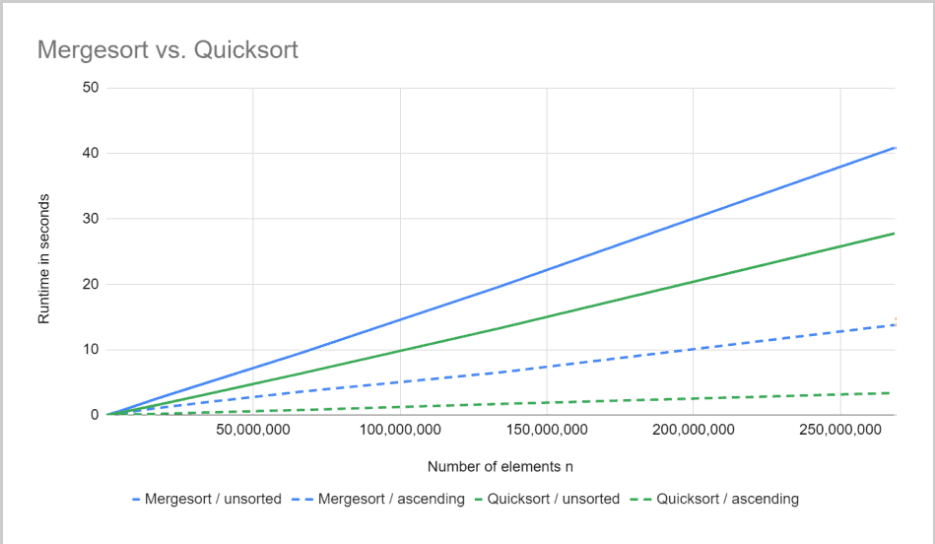 Mergesort vs. Quicksort
50
40
30
20
10
0
Runtime in seconds
50,000,000 100,000,000 150,000,000 200,000,000 250,000,000
Number of elements n
Mergesort / unsorted Mergesort / ascending Quicksort / unsorted Quicksort / ascending